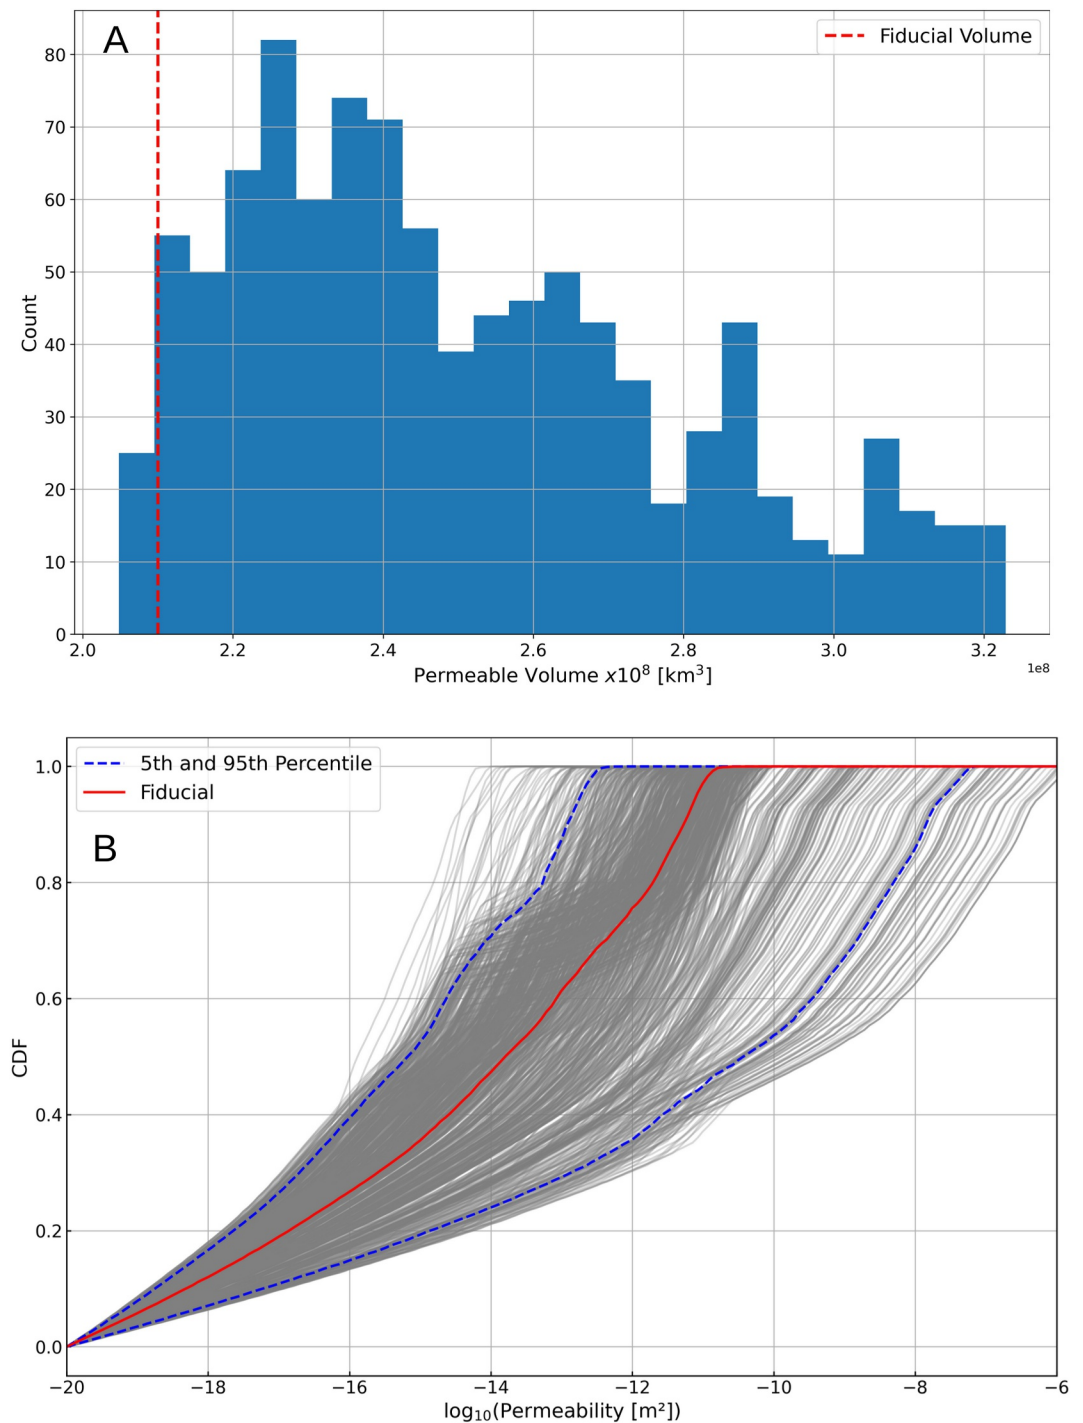 A
Fiducial Volume
80
70
60
50
40
30
20
10
0
Count
2.0 2.2 2.4 2.6 2.8 3.0 3.2
1e8
Permeable Volume x10⁸ [km³]
5th and 95th Percentile
Fiducial
B
1.0
0.8
0.6
0.4
0.2
0.0
CDF
−20 −18 −16 −14 −12 −10 −8 −6
log₁₀(Permeability [m²])